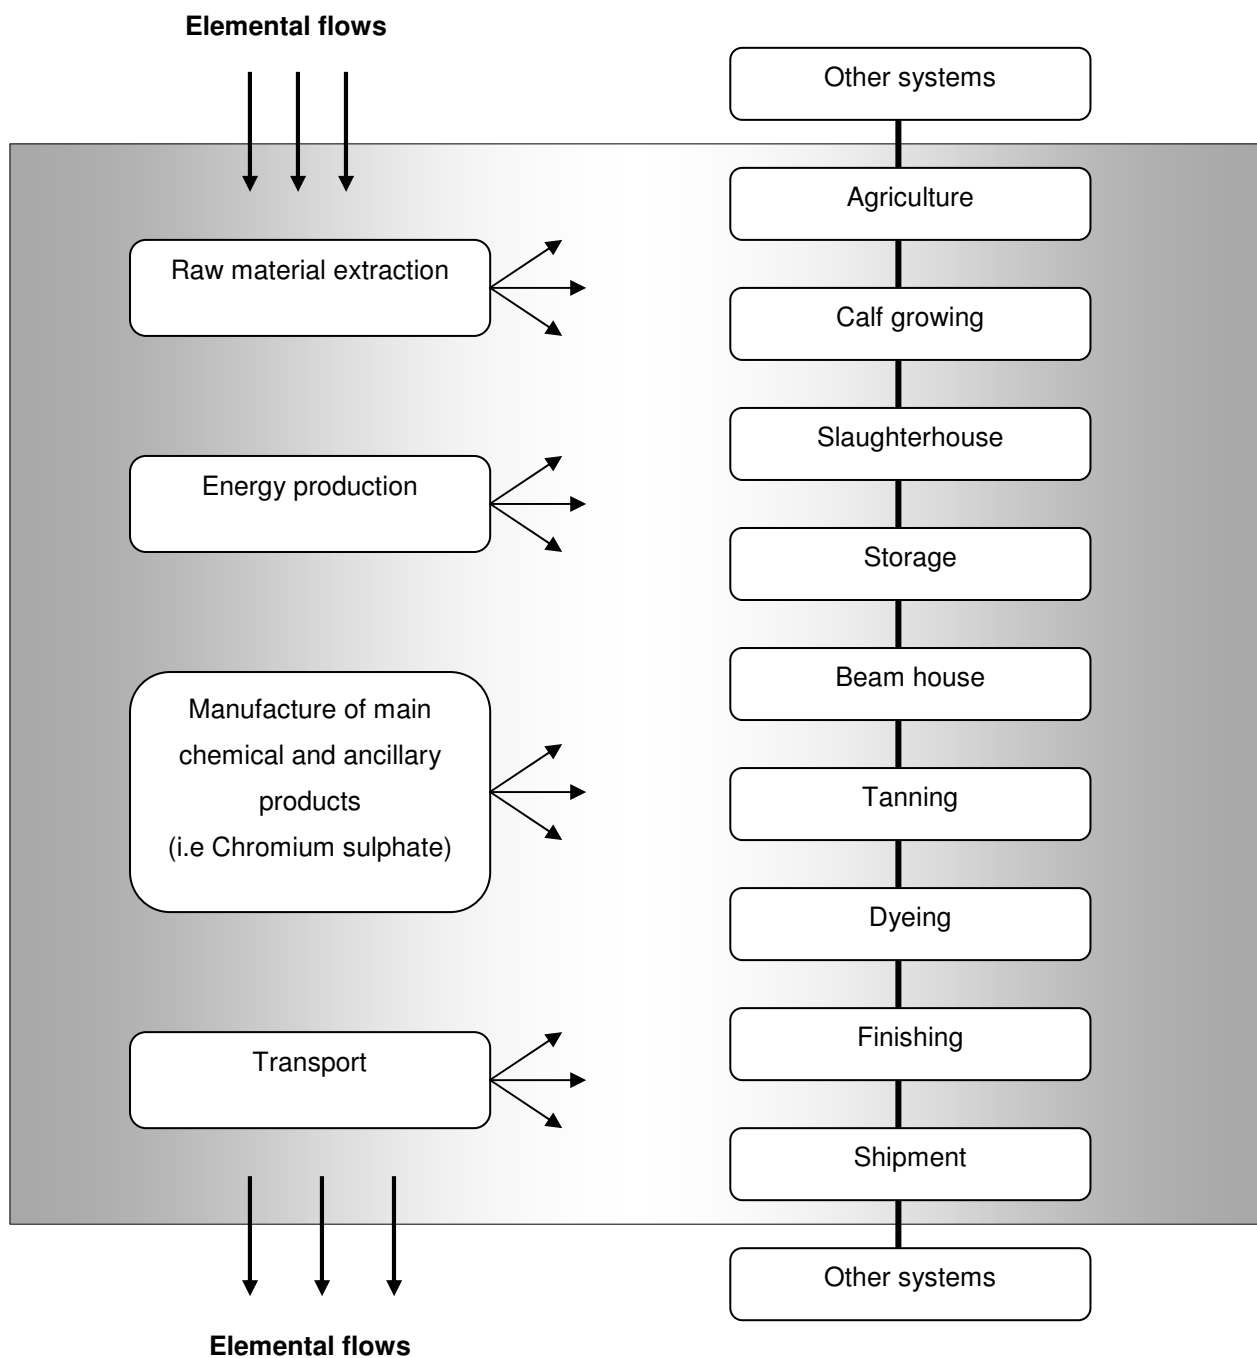 Elemental flows
Other systems
Agriculture
Raw material extraction
Calf growing
Slaughterhouse
Energy production
Storage
Beam house
Manufacture of main
chemical and ancillary
products
(i.e Chromium sulphate)
Tanning
Dyeing
Finishing
Transport
Shipment
Other systems
Elemental flows